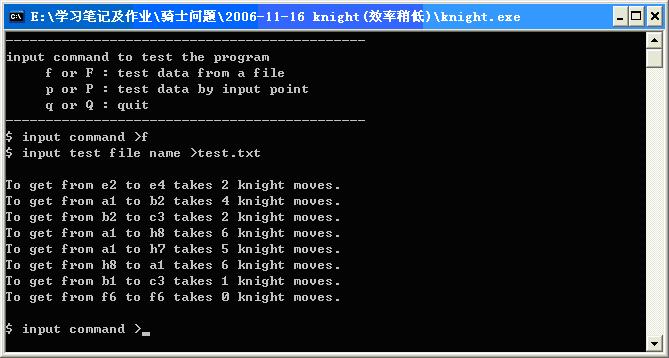 E:\学习笔记及作业\骑士问题\2006-11-16 knight(效率稍低)\knight.exe
---------------------------------------------
input command to test the program
     f or F : test data from a file
     p or P : test data by input point
     q or Q : quit
---------------------------------------------
$ input command >f
$ input test file name >test.txt
To get from e2 to e4 takes 2 knight moves.
To get from a1 to b2 takes 4 knight moves.
To get from b2 to c3 takes 2 knight moves.
To get from a1 to h8 takes 6 knight moves.
To get from a1 to h7 takes 5 knight moves.
To get from h8 to a1 takes 6 knight moves.
To get from b1 to c3 takes 1 knight moves.
To get from f6 to f6 takes 0 knight moves.
$ input command >_